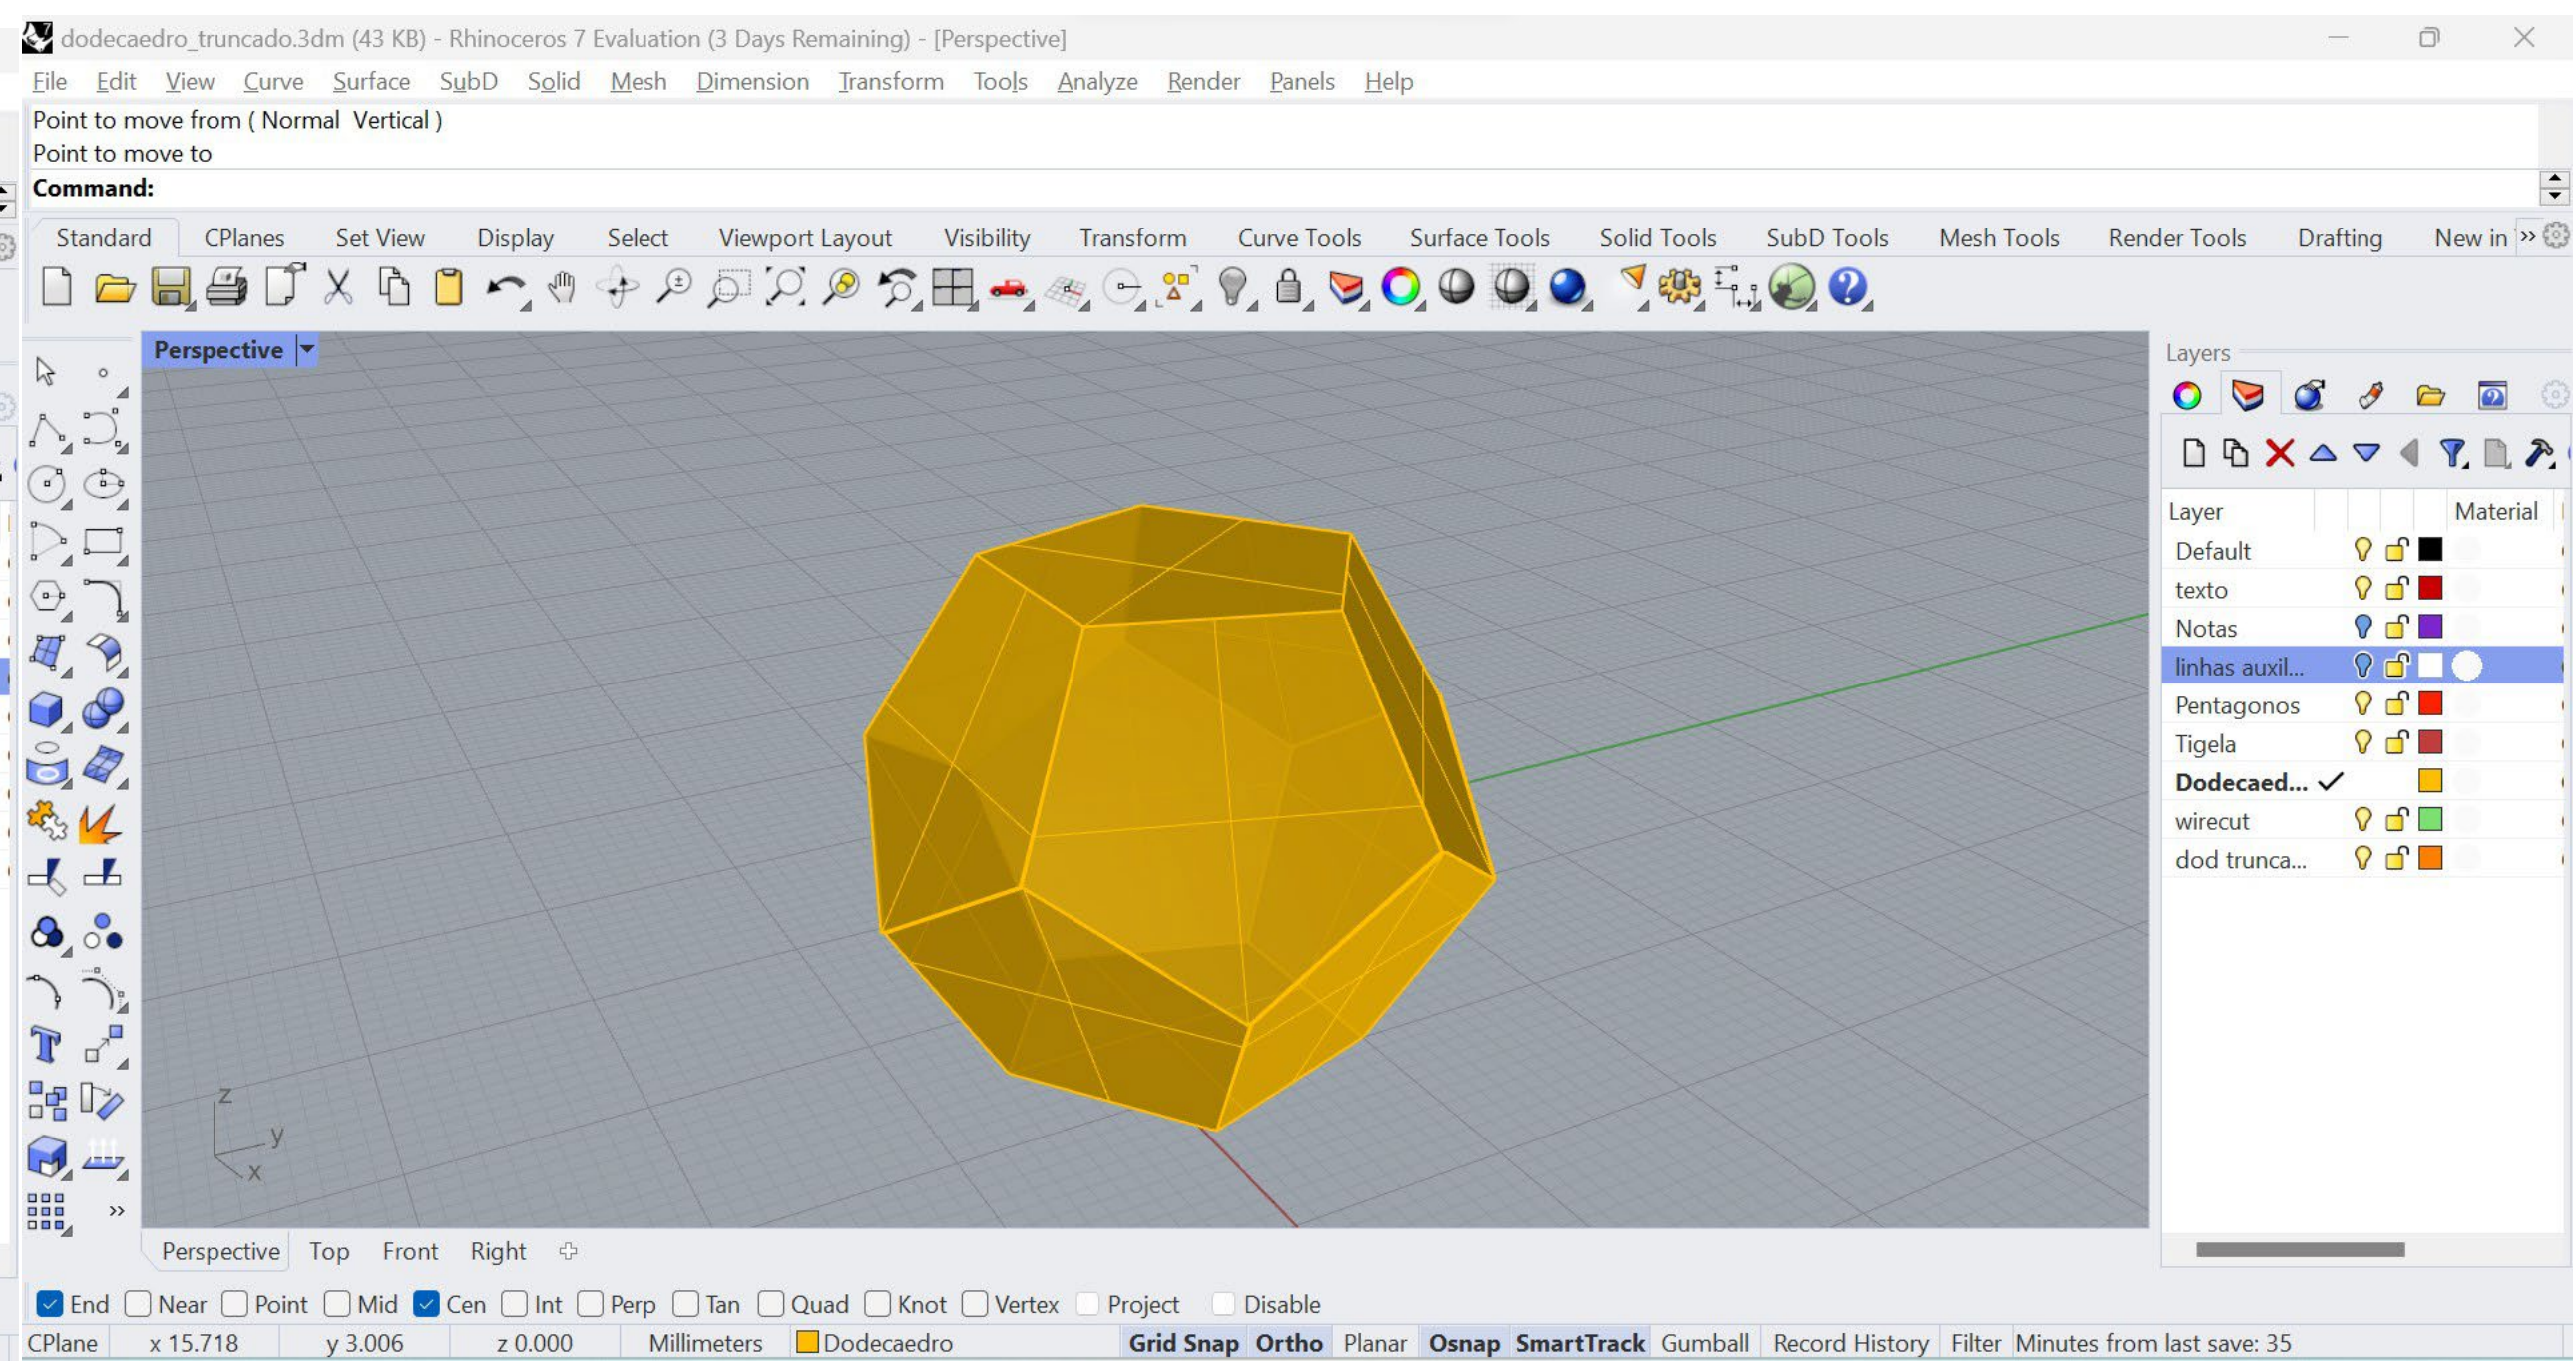 dodecaedro_truncado.3dm (43 KB) - Rhinoceros 7 Evaluation (3 Days Remaining) - [Perspective]
File Edit View Curve Surface SubD Solid Mesh Dimension Transform Tools Analyze Render Panels Help
Point to move from ( Normal Vertical )
Point to move to
Command:
Standard CPlanes Set View Display Select Viewport Layout Visibility Transform Curve Tools Surface Tools Solid Tools SubD Tools Mesh Tools Render Tools Drafting New in »
Perspective
Layers
Layer Material
Default
texto
Notas
linhas auxil...
Pentagonos
Tigela
Dodecaed...
wirecut
dod trunca...
z
y
x
»
Perspective Top Front Right
End Near Point Mid Cen Int Perp Tan Quad Knot Vertex Project Disable
CPlane x 15.718 y 3.006 z 0.000 Millimeters Dodecaedro Grid Snap Ortho Planar Osnap SmartTrack Gumball Record History Filter Minutes from last save: 35